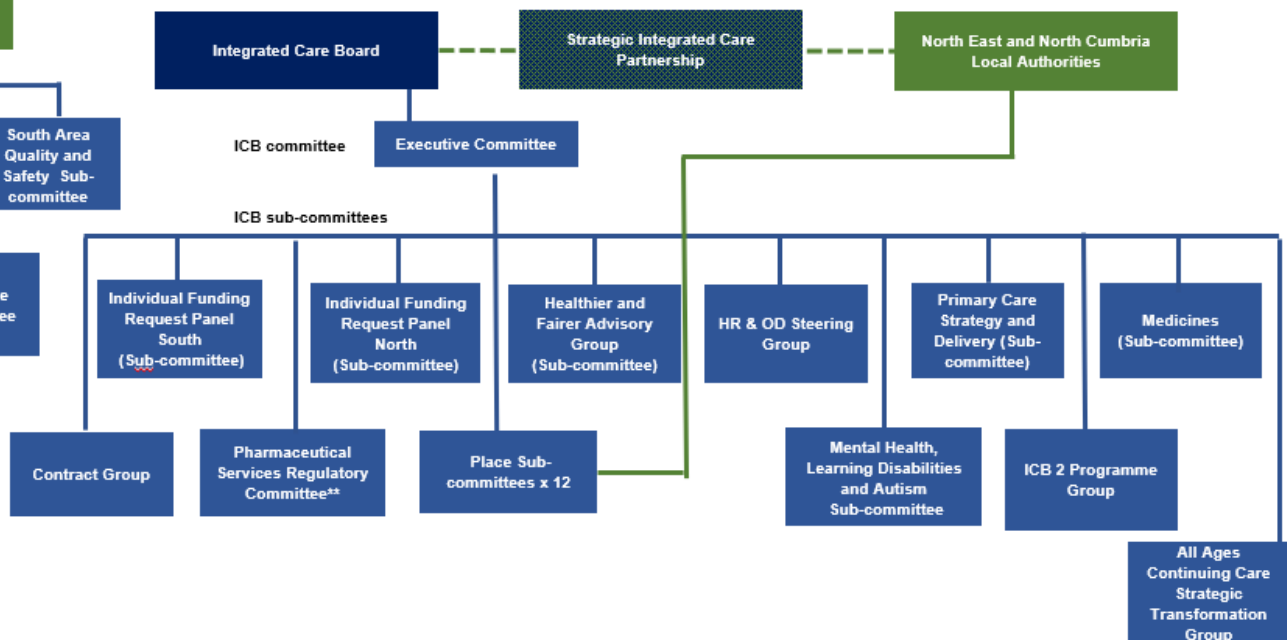 Integrated Care Board
Strategic Integrated Care
Partnership
North East and North Cumbria
Local Authorities
South Area
Quality and
Safety Sub-
committee
ICB committee
Executive Committee
ICB sub-committees
e
ee
Individual Funding
Request Panel
South
(Sub-committee)
Individual Funding
Request Panel
North
(Sub-committee)
Healthier and
Fairer Advisory
Group
(Sub-committee)
HR & OD Steering
Group
Primary Care
Strategy and
Delivery (Sub-
committee)
Medicines
(Sub-committee)
Contract Group
Pharmaceutical
Services Regulatory
Committee**
Place Sub-
committees x 12
Mental Health,
Learning Disabilities
and Autism
Sub-committee
ICB 2 Programme
Group
All Ages
Continuing Care
Strategic
Transformation
Group